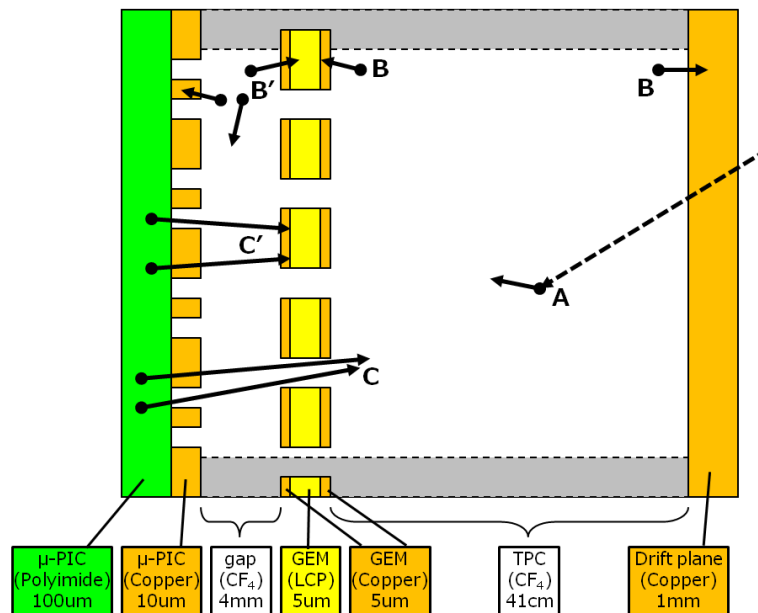 B
B′
B
C′
A
C
μ-PIC
(Polyimide)
100um
μ-PIC
(Copper)
10um
gap
(CF₄)
4mm
GEM
(LCP)
5um
GEM
(Copper)
5um
TPC
(CF₄)
41cm
Drift plane
(Copper)
1mm